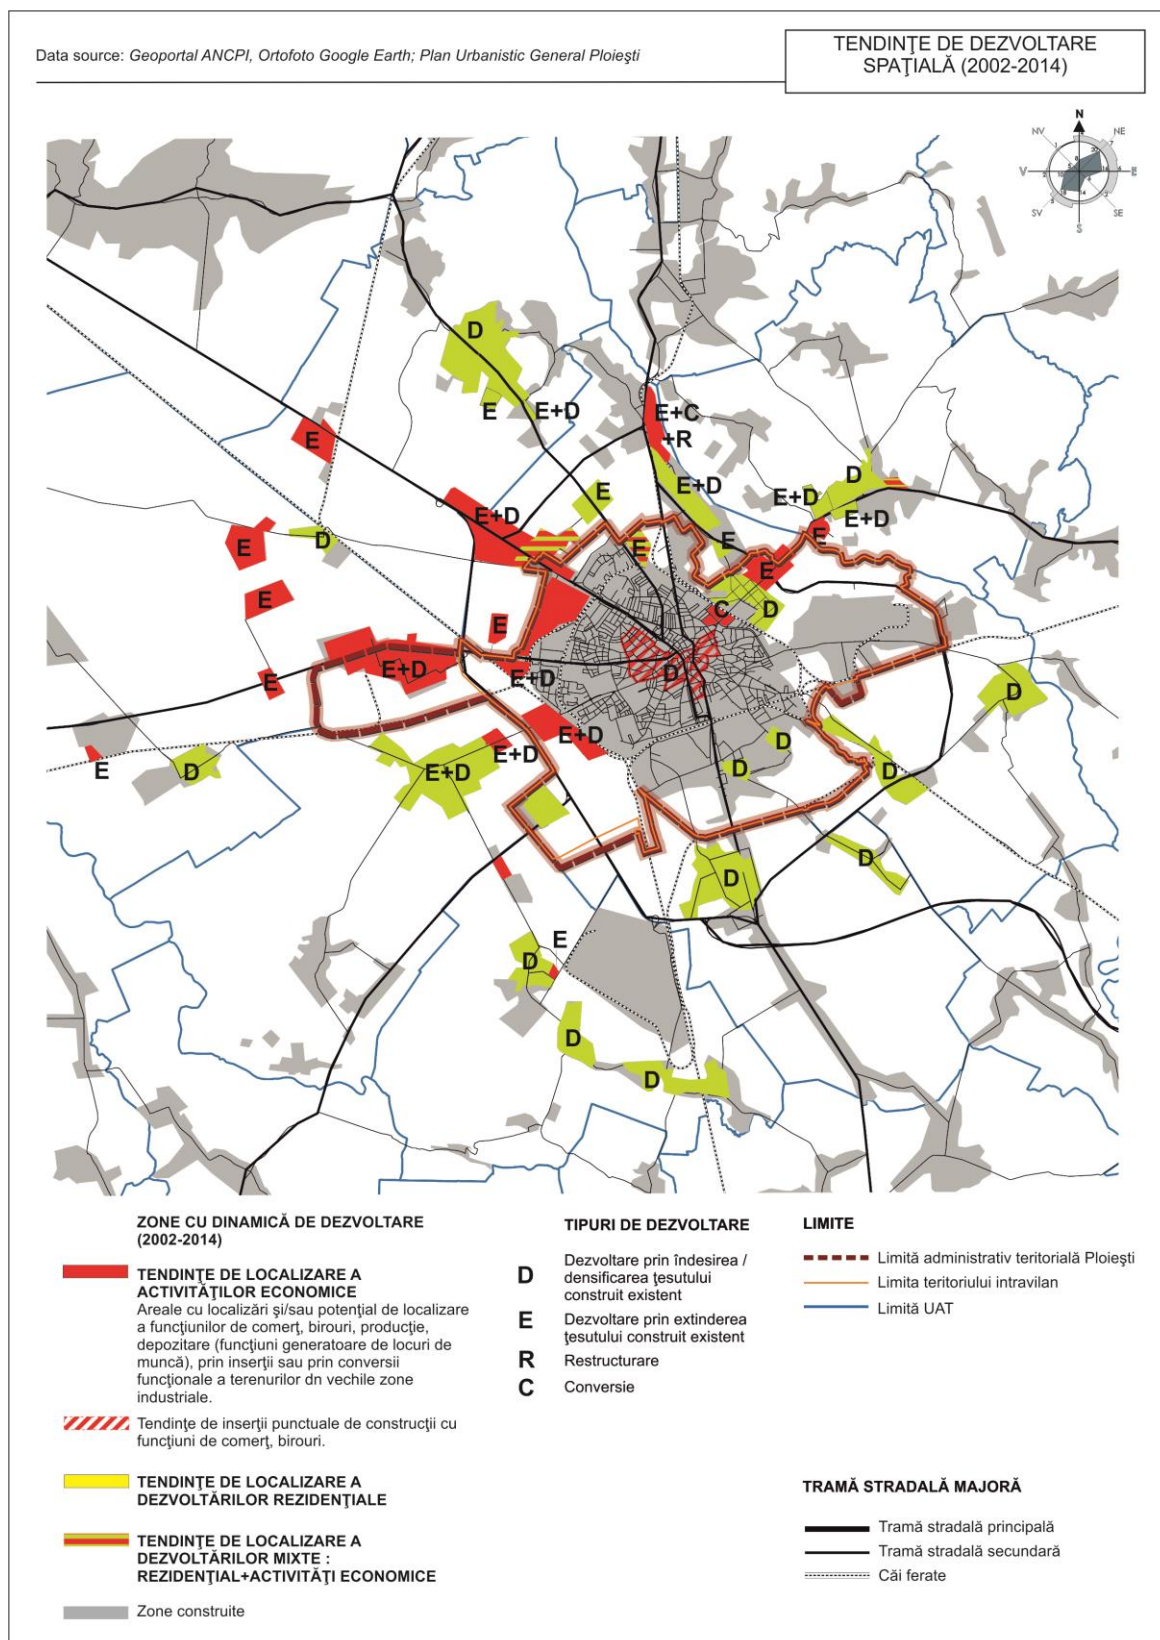 Data source: Geoportal ANCPI, Ortofoto Google Earth; Plan Urbanistic General Ploieşti
TENDINŢE DE DEZVOLTARE
SPAŢIALĂ (2002-2014)
N
NV
NE
V
E
SV
SE
S
D
E
E+D
E+C
+R
E
E+D
D
E+D
E
E+D
E+D
E
D
E
E
E
E
C
D
E
E
E+D
E+D
D
E
D
E+D
E+D
E+D
D
D
D
E
D
D
D
E
D
D
D
ZONE CU DINAMICĂ DE DEZVOLTARE
(2002-2014)
TENDINŢE DE LOCALIZARE A
ACTIVITĂŢILOR ECONOMICE
Areale cu localizări şi/sau potenţial de localizare
a funcţiunilor de comerţ, birouri, producţie,
depozitare (funcţiuni generatoare de locuri de
muncă), prin inserţii sau prin conversii
funcţionale a terenurilor dn vechile zone
industriale.
Tendinţe de inserţii punctuale de construcţii cu
funcţiuni de comerţ, birouri.
TENDINŢE DE LOCALIZARE A
DEZVOLTĂRILOR REZIDENŢIALE
TENDINŢE DE LOCALIZARE A
DEZVOLTĂRILOR MIXTE :
REZIDENŢIAL+ACTIVITĂŢI ECONOMICE
Zone construite
TIPURI DE DEZVOLTARE
D
Dezvoltare prin îndesirea /
densificarea ţesutului
construit existent
E
Dezvoltare prin extinderea
ţesutului construit existent
R
Restructurare
C
Conversie
LIMITE
Limită administrativ teritorială Ploieşti
Limita teritoriului intravilan
Limită UAT
TRAMĂ STRADALĂ MAJORĂ
Tramă stradală principală
Tramă stradală secundară
Căi ferate